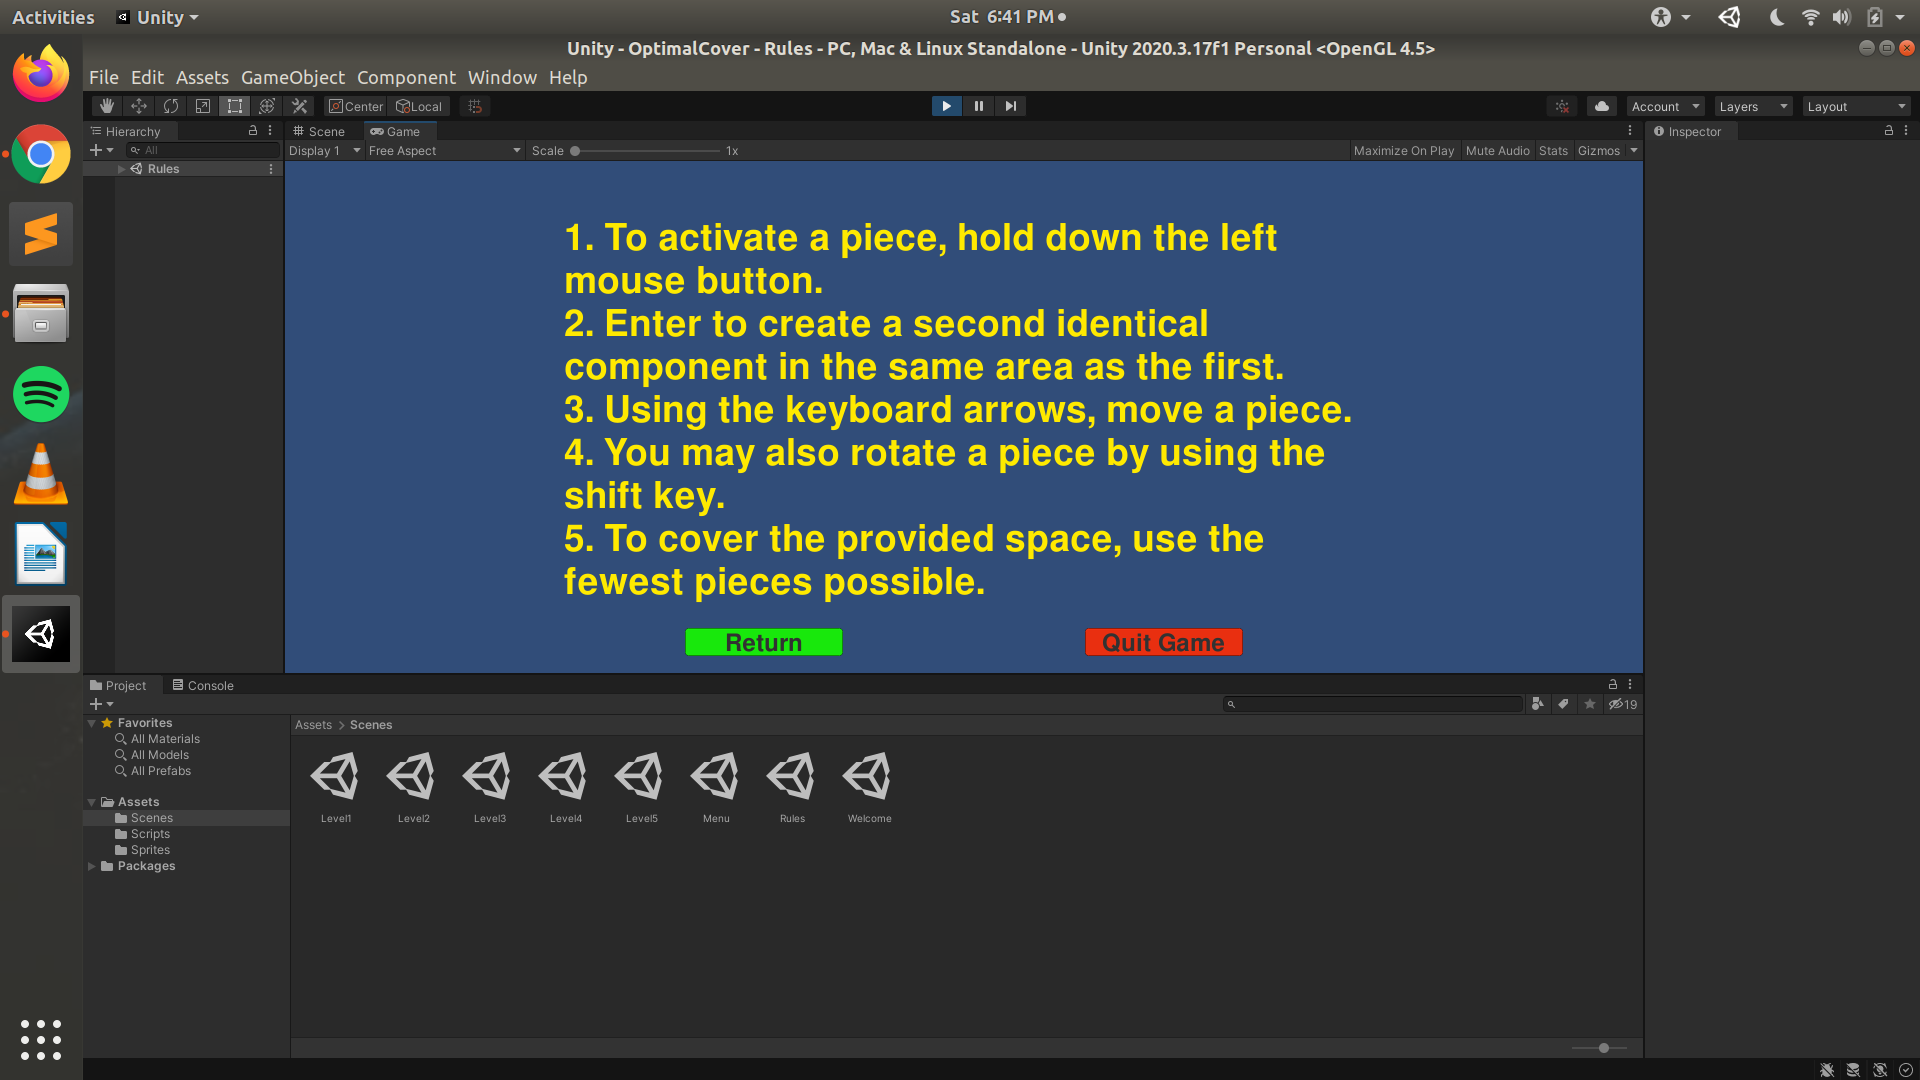 Activities
Unity
Sat 6:41 PM
Unity - OptimalCover - Rules - PC, Mac & Linux Standalone - Unity 2020.3.17f1 Personal <OpenGL 4.5>
File Edit Assets GameObject Component Window Help
Center Local
Account Layers Layout
Hierarchy
Scene Game
Inspector
All
Display 1 Free Aspect Scale 1x Maximize On Play Mute Audio Stats Gizmos
Rules
1. To activate a piece, hold down the left
mouse button.
2. Enter to create a second identical
component in the same area as the first.
3. Using the keyboard arrows, move a piece.
4. You may also rotate a piece by using the
shift key.
5. To cover the provided space, use the
fewest pieces possible.
Return Quit Game
Project Console
19
Favorites
All Materials
All Models
All Prefabs
Assets
Scenes
Scripts
Sprites
Packages
Assets > Scenes
Level1 Level2 Level3 Level4 Level5 Menu Rules Welcome